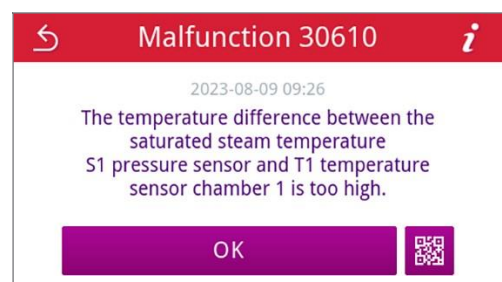 Malfunction 30610
i
2023-08-09 09:26
The temperature difference between the
saturated steam temperature
S1 pressure sensor and T1 temperature
sensor chamber 1 is too high.
OK